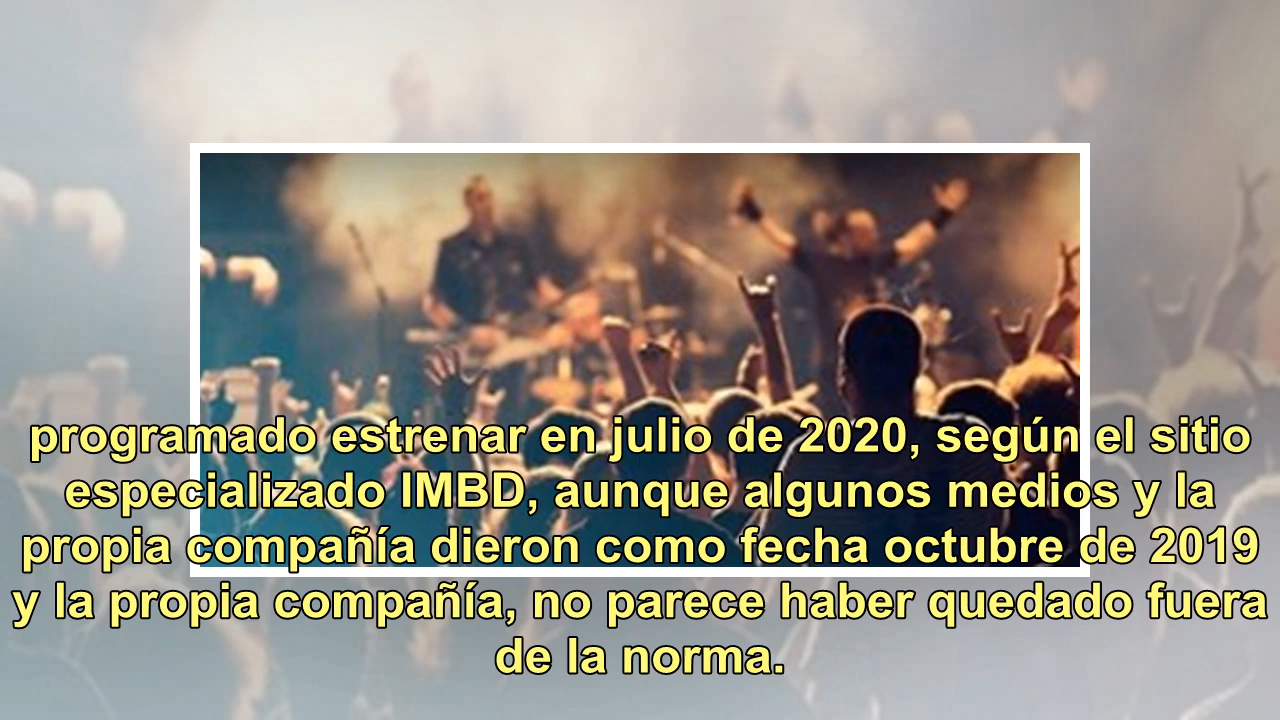 programado estrenar en julio de 2020, según el sitio
especializado IMBD, aunque algunos medios y la
propia compañía dieron como fecha octubre de 2019
y la propia compañía, no parece haber quedado fuera
de la norma.